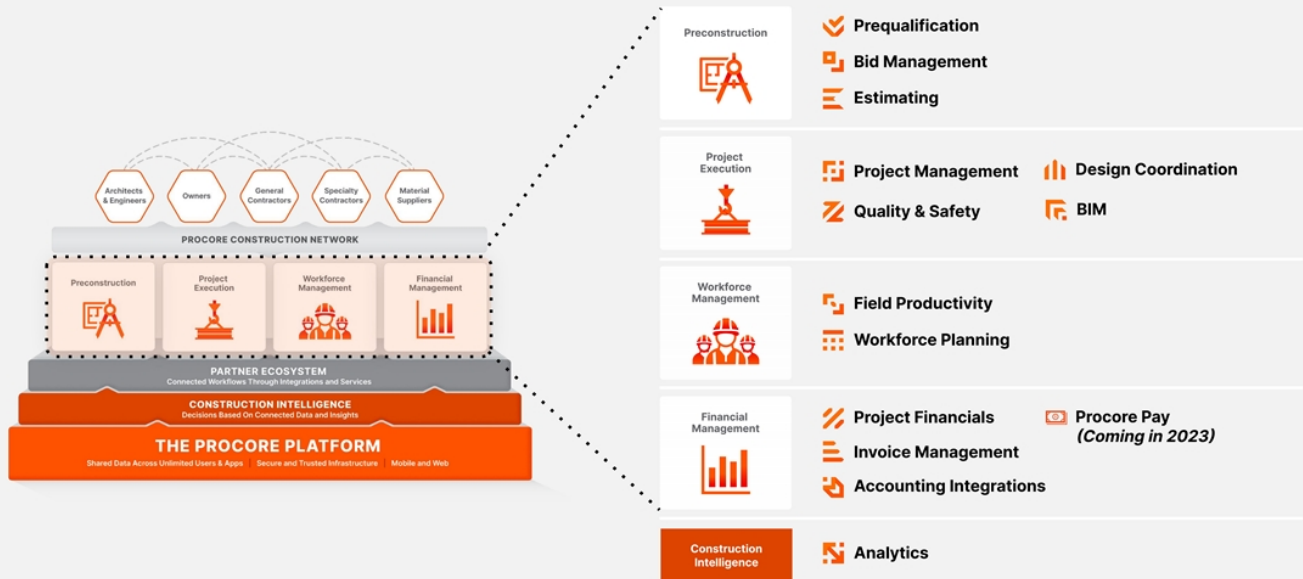 Architects
& Engineers
Owners
General
Contractors
Specialty
Contractors
Material
Suppliers
PROCORE CONSTRUCTION NETWORK
Preconstruction
Project
Execution
Workforce
Management
Financial
Management
PARTNER ECOSYSTEM
Connected Workflows Through Integrations and Services
CONSTRUCTION INTELLIGENCE
Decisions Based On Connected Data and Insights
THE PROCORE PLATFORM
Shared Data Across Unlimited Users & Apps | Secure and Trusted Infrastructure | Mobile and Web
Preconstruction
Prequalification
Bid Management
Estimating
Project
Execution
Project Management
Design Coordination
Quality & Safety
BIM
Workforce
Management
Field Productivity
Workforce Planning
Financial
Management
Project Financials
Procore Pay
(Coming in 2023)
Invoice Management
Accounting Integrations
Construction
Intelligence
Analytics